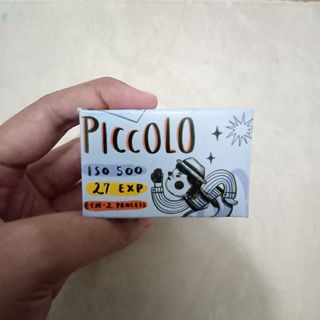 PICCOLO
ISO 500
27 EXP
ECN-2 PROCESS